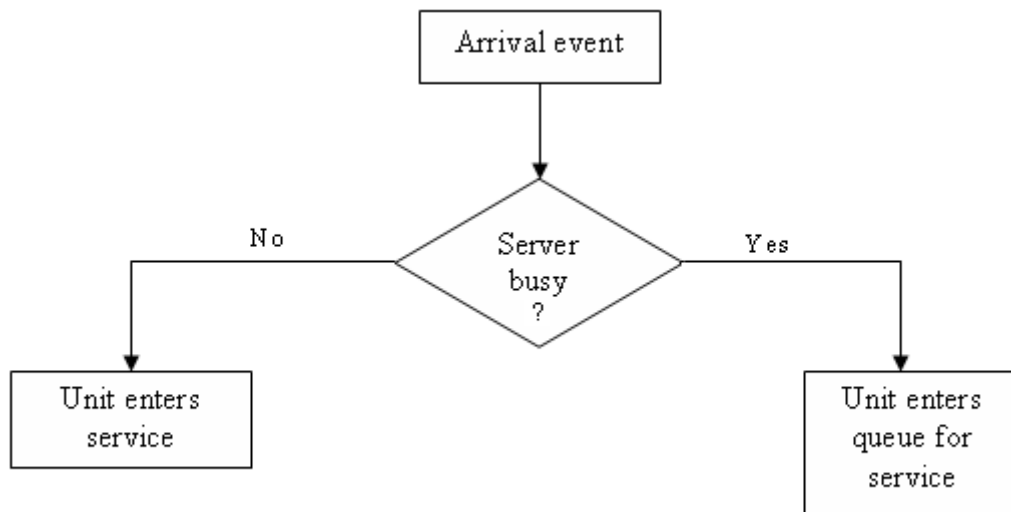 Arrival event
No
Server
busy
?
Yes
Unit enters
service
Unit enters
queue for
service